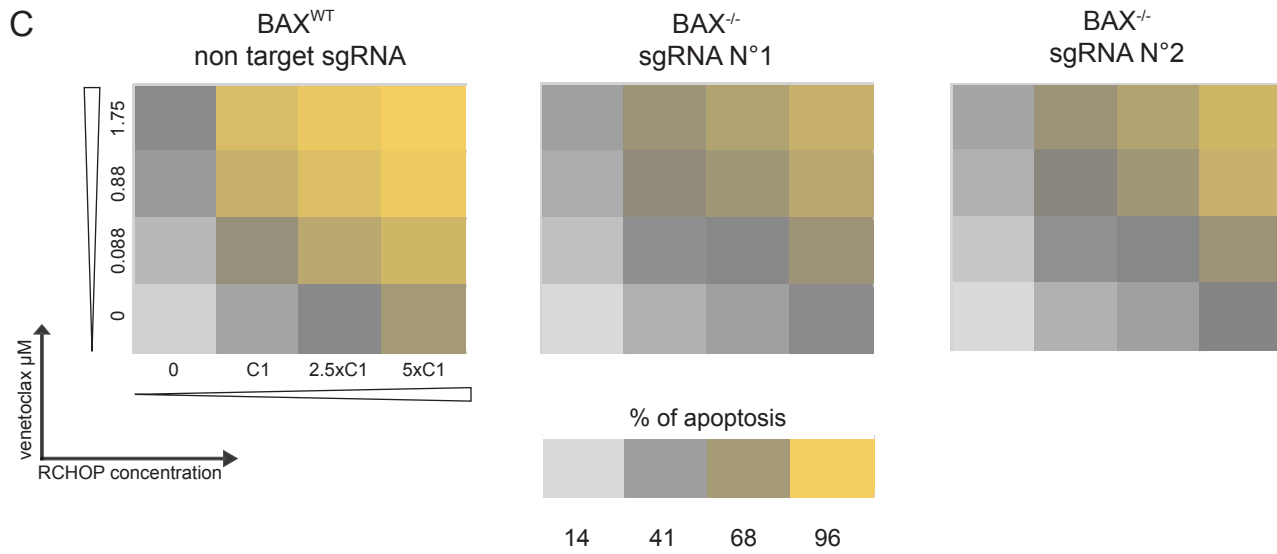 C
BAX^WT
non target sgRNA
BAX^-/-
sgRNA N°1
BAX^-/-
sgRNA N°2
1.75
0.88
0.088
0
venetoclax µM
0 C1 2.5xC1 5xC1
RCHOP concentration
% of apoptosis
14 41 68 96